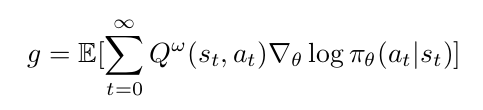 g = 𝔼[∑_{t=0}^{∞} Q^ω(s_t, a_t)∇_θ log π_θ(a_t|s_t)]